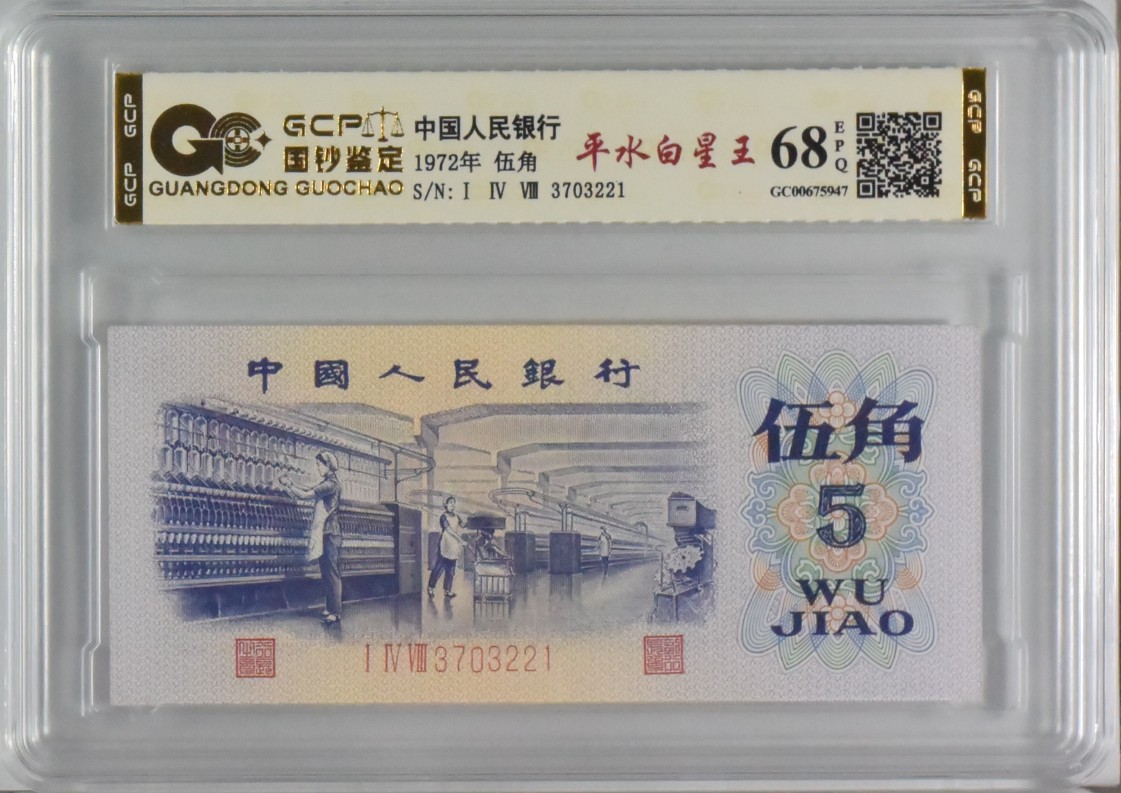 GCP
GCP
GCP
国钞鉴定
GUANGDONG GUOCHAO
中国人民银行
1972年 伍角
S/N: I IV VIII 3703221
平水白星王
68
EPQ
GC00675947
GCP
GCP
中國人民銀行
伍角
5
WU
JIAO
I IV VIII 3703221